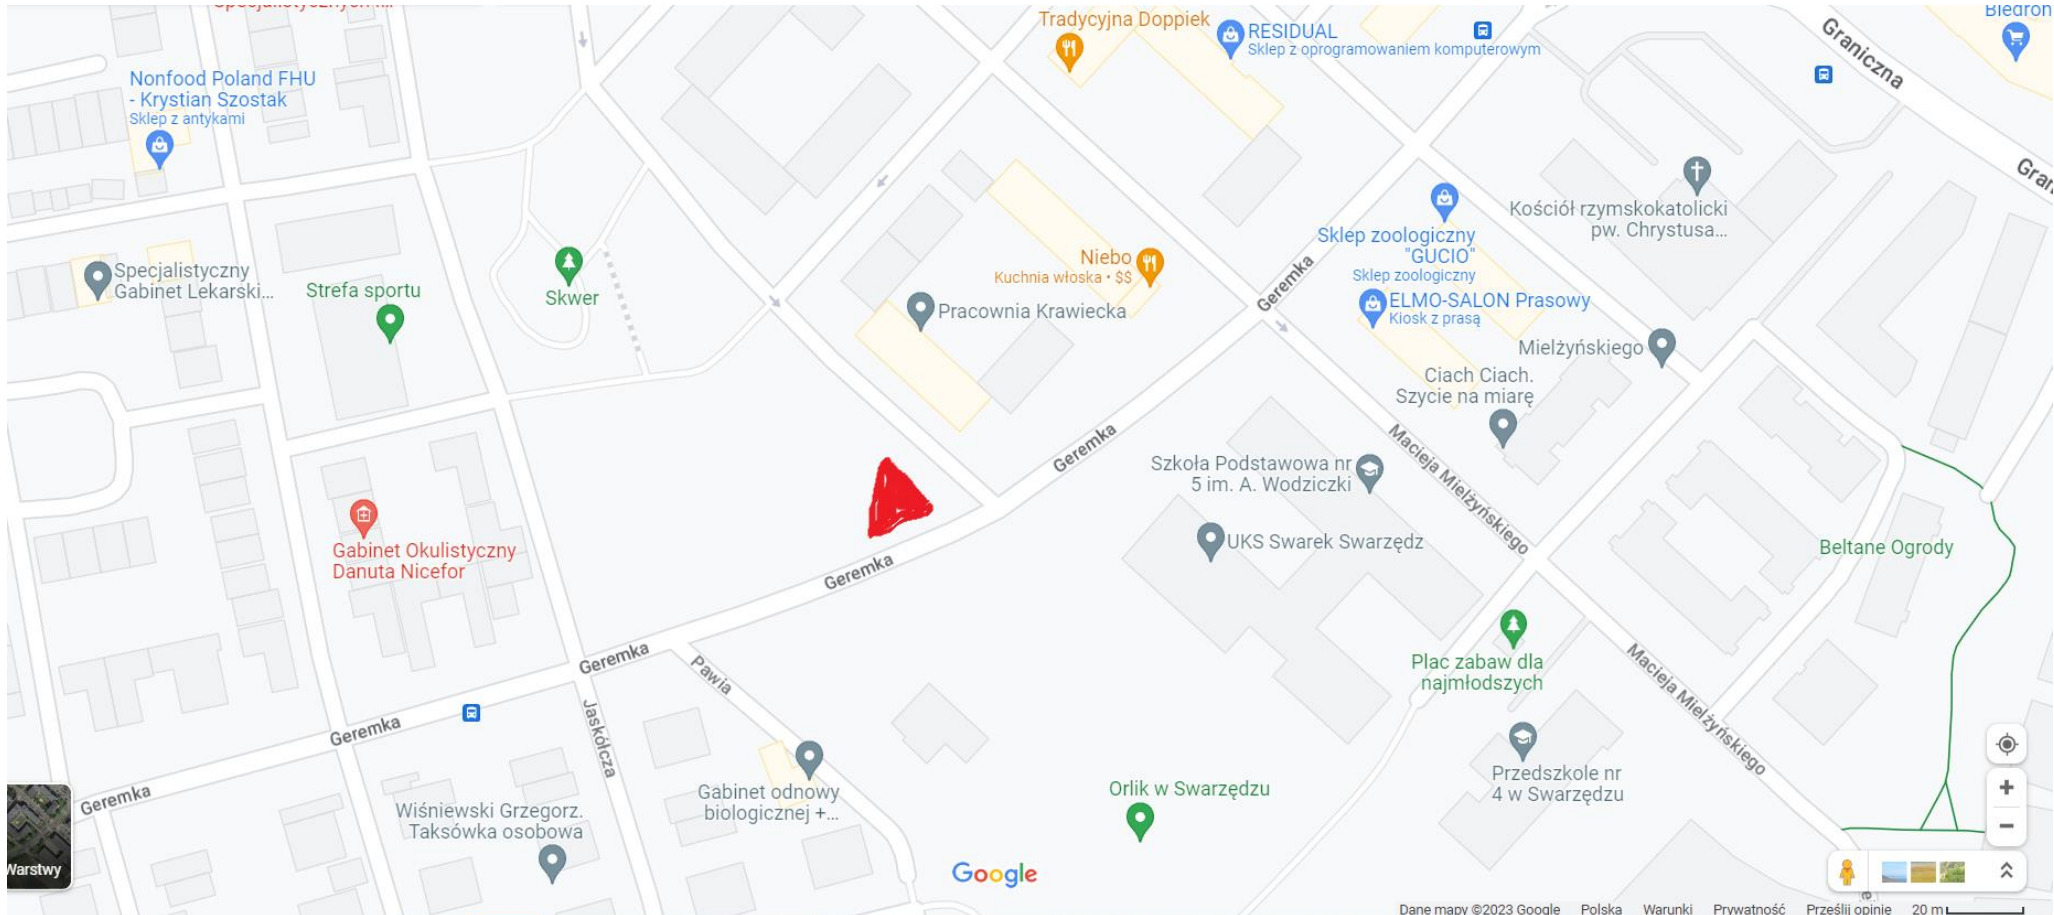 Tradycyjna Doppiek
RESIDUAL
Sklep z oprogramowaniem komputerowym
Graniczna
Biedron
Nonfood Poland FHU
- Krystian Szostak
Sklep z antykami
Gran
Kościół rzymskokatolicki
pw. Chrystusa...
Sklep zoologiczny
"GUCIO"
Sklep zoologiczny
Niebo
Kuchnia włoska • $$
Geremka
Specjalistyczny
Gabinet Lekarski...
Strefa sportu
Skwer
Pracownia Krawiecka
ELMO-SALON Prasowy
Kiosk z prasą
Mielżyńskiego
Ciach Ciach.
Szycie na miarę
Geremka
Macieja Mielżyńskiego
Szkoła Podstawowa nr
5 im. A. Wodziczki
UKS Swarek Swarzędz
Beltane Ogrody
Gabinet Okulistyczny
Danuta Nicefor
Geremka
Geremka
Pawia
Plac zabaw dla
najmłodszych
Macieja Mielżyńskiego
Geremka
Jaskółcza
Geremka
Gabinet odnowy
biologicznej +...
Orlik w Swarzędzu
Przedszkole nr
4 w Swarzędzu
Wiśniewski Grzegorz.
Taksówka osobowa
Warstwy
Google
Dane mapy ©2023 Google Polska Warunki Prywatność Prześlij opinie 20 m